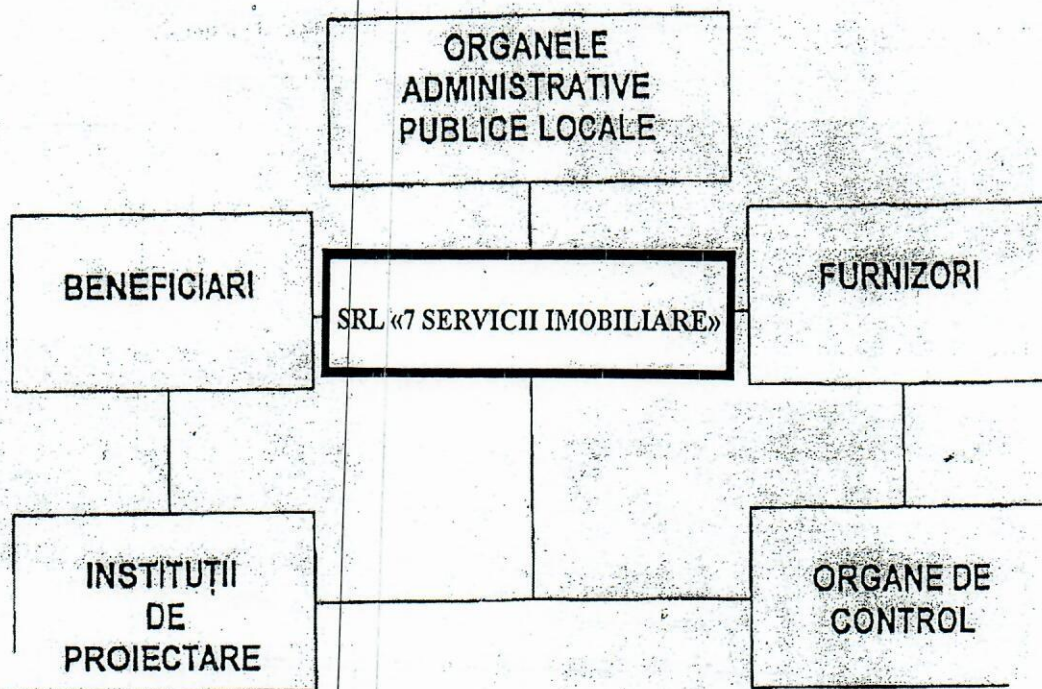 ORGANELE
ADMINISTRATIVE
PUBLICE LOCALE
BENEFICIARI
SRL «7 SERVICII IMOBILIARE»
FURNIZORI
INSTITUȚII
DE
PROIECTARE
ORGANE DE
CONTROL